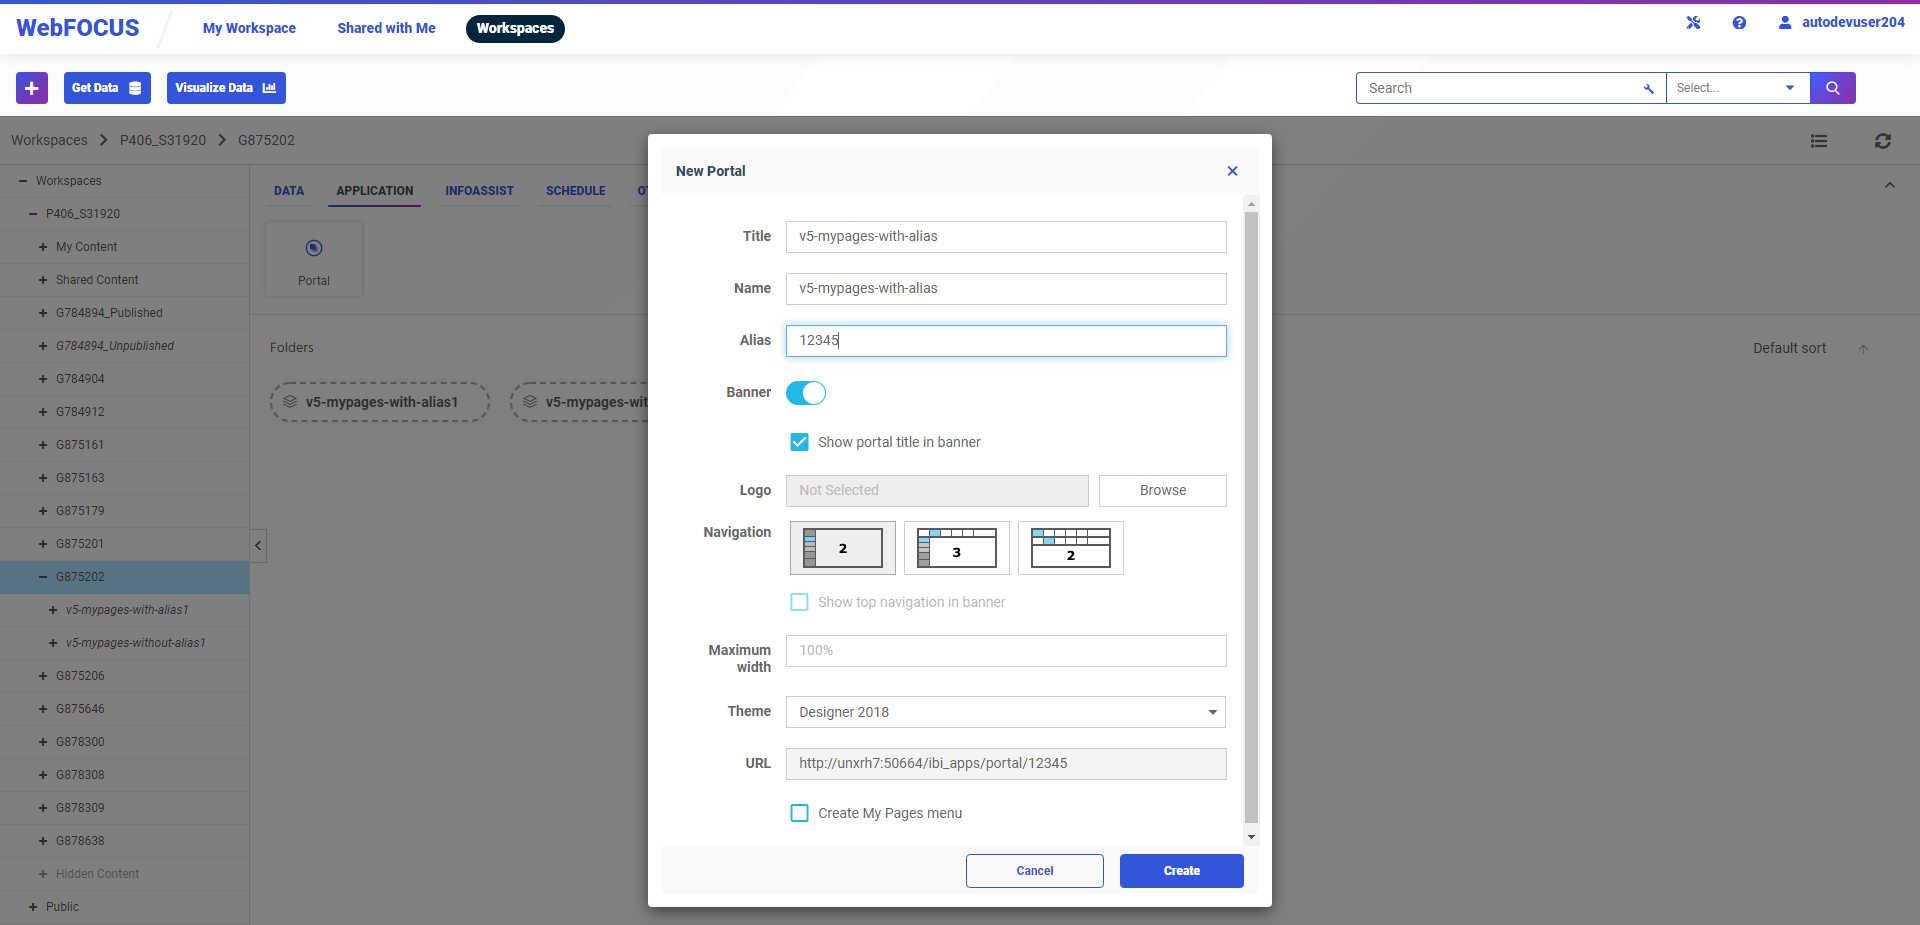 WebFOCUS
My Workspace
Shared with Me
Workspaces
autodevuser204
Get Data
Visualize Data
Search
Select...
Workspaces > P406_S31920 > G875202
Workspaces
P406_S31920
My Content
Shared Content
G784894_Published
G784894_Unpublished
G784904
G784912
G875161
G875163
G875179
G875201
G875202
v5-mypages-with-alias1
v5-mypages-without-alias1
G875206
G875646
G878300
G878308
G878309
G878638
Hidden Content
Public
DATA
APPLICATION
INFOASSIST
SCHEDULE
Portal
Folders
Default sort
v5-mypages-with-alias1
v5-mypages-wit
New Portal
Title
v5-mypages-with-alias
Name
v5-mypages-with-alias
Alias
12345
Banner
Show portal title in banner
Logo
Not Selected
Browse
Navigation
2
3
2
Show top navigation in banner
Maximum
width
100%
Theme
Designer 2018
URL
http://unxrh7:50664/ibi_apps/portal/12345
Create My Pages menu
Cancel
Create